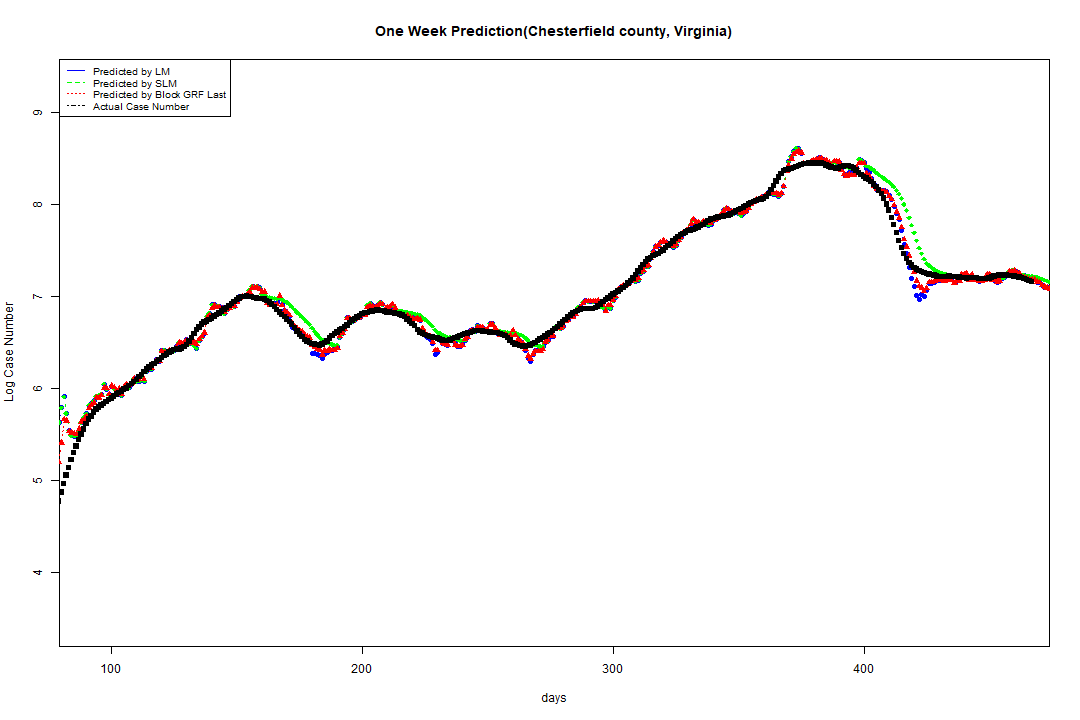 One Week Prediction(Chesterfield county, Virginia)
Predicted by LM
Predicted by SLM
Predicted by Block GRF Last
Actual Case Number
9
8
7
6
5
4
Log Case Number
100 200 300 400
days